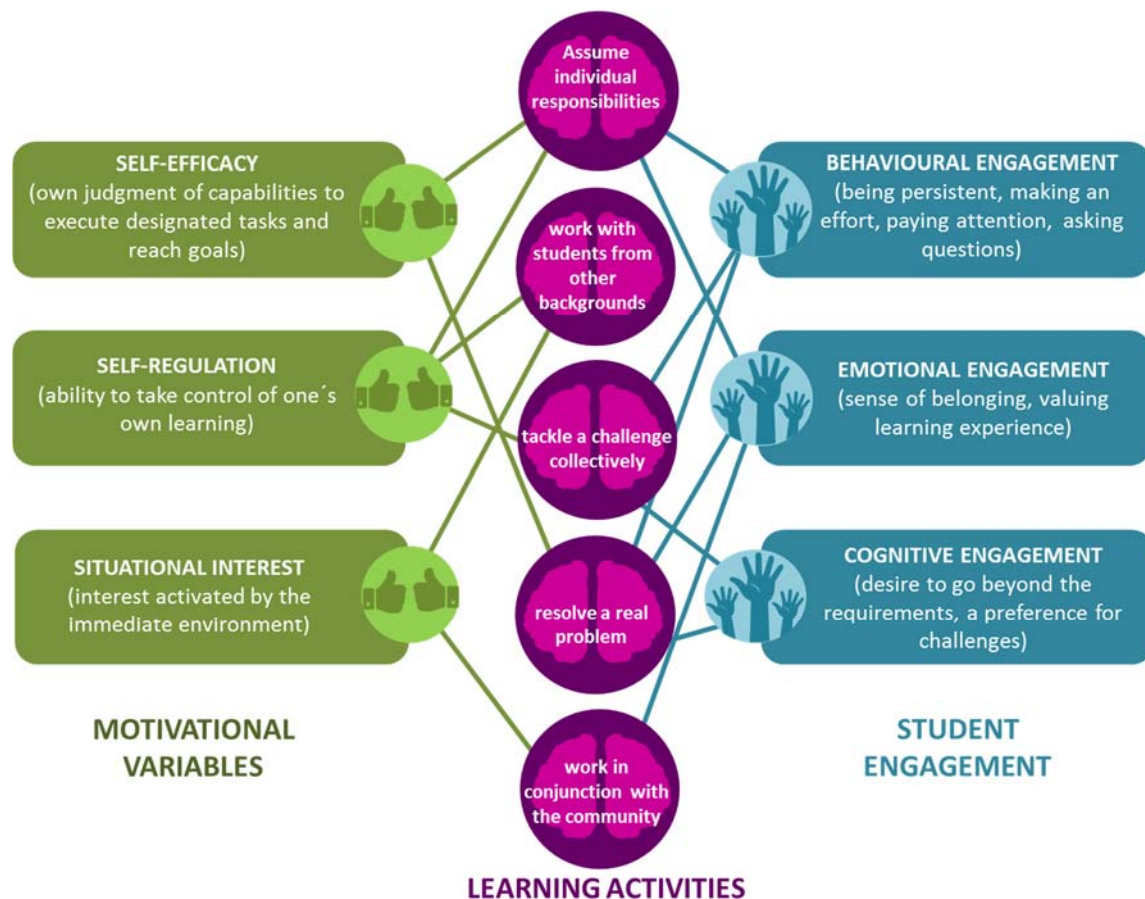 Assume
individual
responsibilities
SELF-EFFICACY
(own judgment of capabilities to
execute designated tasks and
reach goals)
SELF-REGULATION
(ability to take control of one´s
own learning)
SITUATIONAL INTEREST
(interest activated by the
immediate environment)
MOTIVATIONAL
VARIABLES
work with
students from
other
backgrounds
tackle a challenge
collectively
resolve a real
problem
work in
conjunction with
the community
LEARNING ACTIVITIES
BEHAVIOURAL ENGAGEMENT
(being persistent, making an
effort, paying attention, asking
questions)
EMOTIONAL ENGAGEMENT
(sense of belonging, valuing
learning experience)
COGNITIVE ENGAGEMENT
(desire to go beyond the
requirements, a preference for
challenges)
STUDENT
ENGAGEMENT